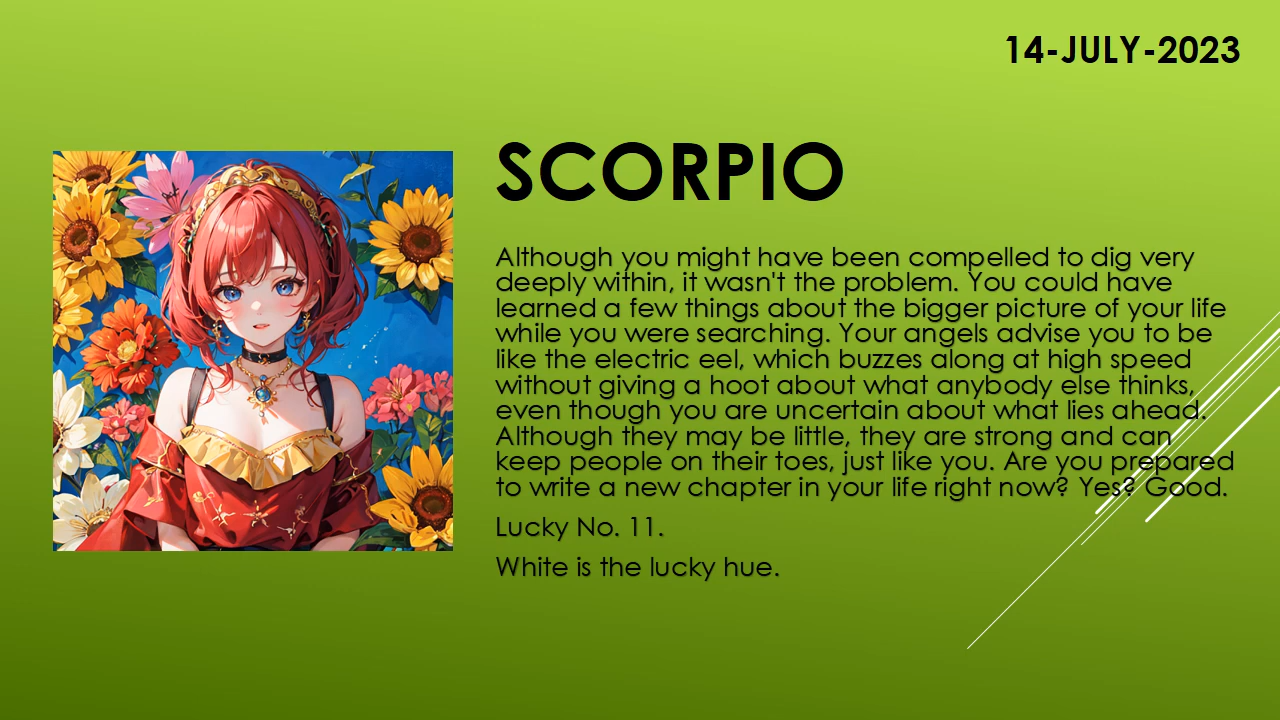 14-JULY-2023
SCORPIO
Although you might have been compelled to dig very
deeply within, it wasn't the problem. You could have
learned a few things about the bigger picture of your life
while you were searching. Your angels advise you to be
like the electric eel, which buzzes along at high speed
without giving a hoot about what anybody else thinks,
even though you are uncertain about what lies ahead.
Although they may be little, they are strong and can
keep people on their toes, just like you. Are you prepared
to write a new chapter in your life right now? Yes? Good.
Lucky No. 11.
White is the lucky hue.